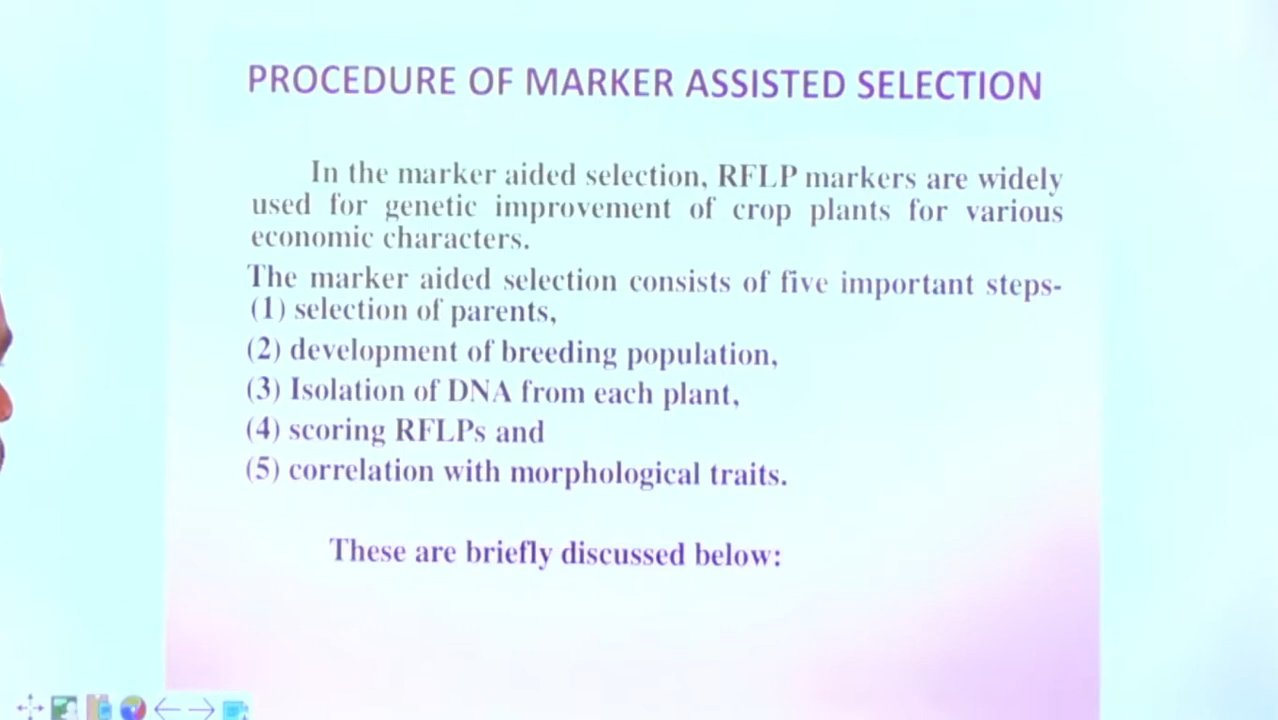 PROCEDURE OF MARKER ASSISTED SELECTION
In the marker aided selection, RFLP markers are widely
used for genetic improvement of crop plants for various
economic characters.
The marker aided selection consists of five important steps-
(1) selection of parents,
(2) development of breeding population,
(3) Isolation of DNA from each plant,
(4) scoring RFLPs and
(5) correlation with morphological traits.
These are briefly discussed below: